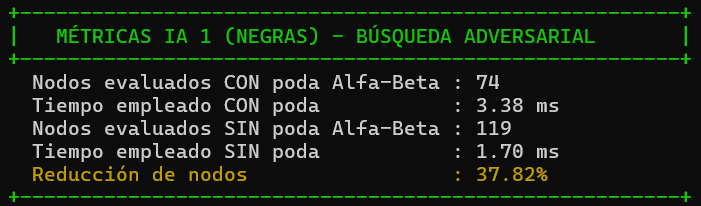 +-------------------------------------------------------+
|   MÉTRICAS IA 1 (NEGRAS) - BÚSQUEDA ADVERSARIAL       |
+-------------------------------------------------------+
  Nodos evaluados CON poda Alfa-Beta : 74
  Tiempo empleado CON poda           : 3.38 ms
  Nodos evaluados SIN poda Alfa-Beta : 119
  Tiempo empleado SIN poda           : 1.70 ms
  Reducción de nodos                 : 37.82%
+-------------------------------------------------------+